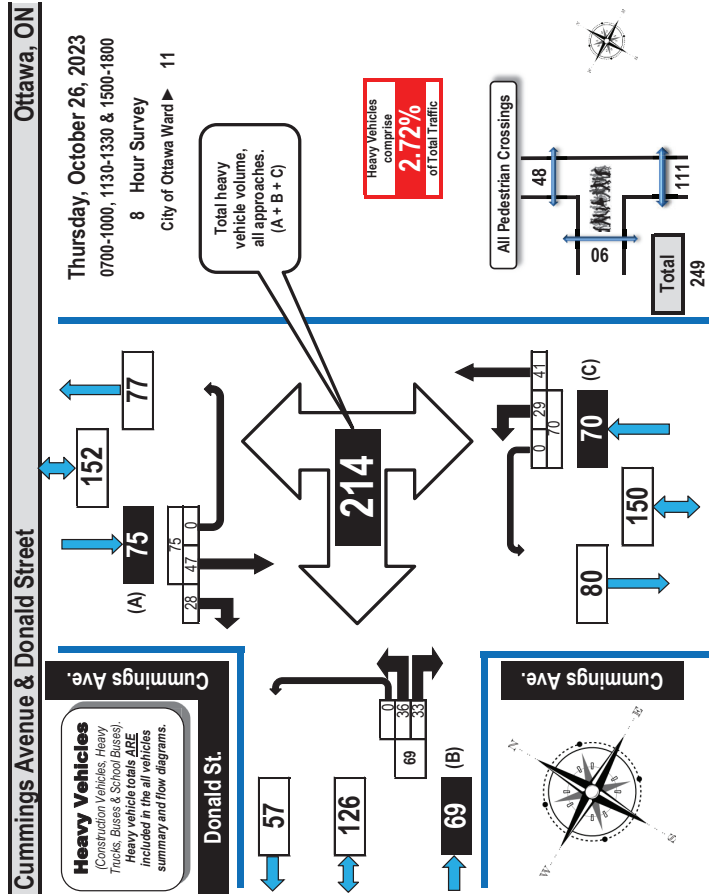 Cummings Avenue & Donald Street
Ottawa, ON
Heavy Vehicles
(Construction Vehicles, Heavy
Trucks, Buses & School Buses).
Heavy vehicle totals ARE
included in the all vehicles
summary and flow diagrams.
Cummings Ave.
Donald St.
Thursday, October 26, 2023
0700-1000, 1130-1330 & 1500-1800
8 Hour Survey
City of Ottawa Ward ► 11
(A)
75
152
77
75
28 47 0
Total heavy
vehicle volume,
all approaches.
(A + B + C)
214
57
126
69
(B)
69
0
36
33
0 29 41
70
70
(C)
80
150
Cummings Ave.
N
E
S
W
Heavy Vehicles
comprise
2.72%
of Total Traffic
All Pedestrian Crossings
48
90
111
Total
249